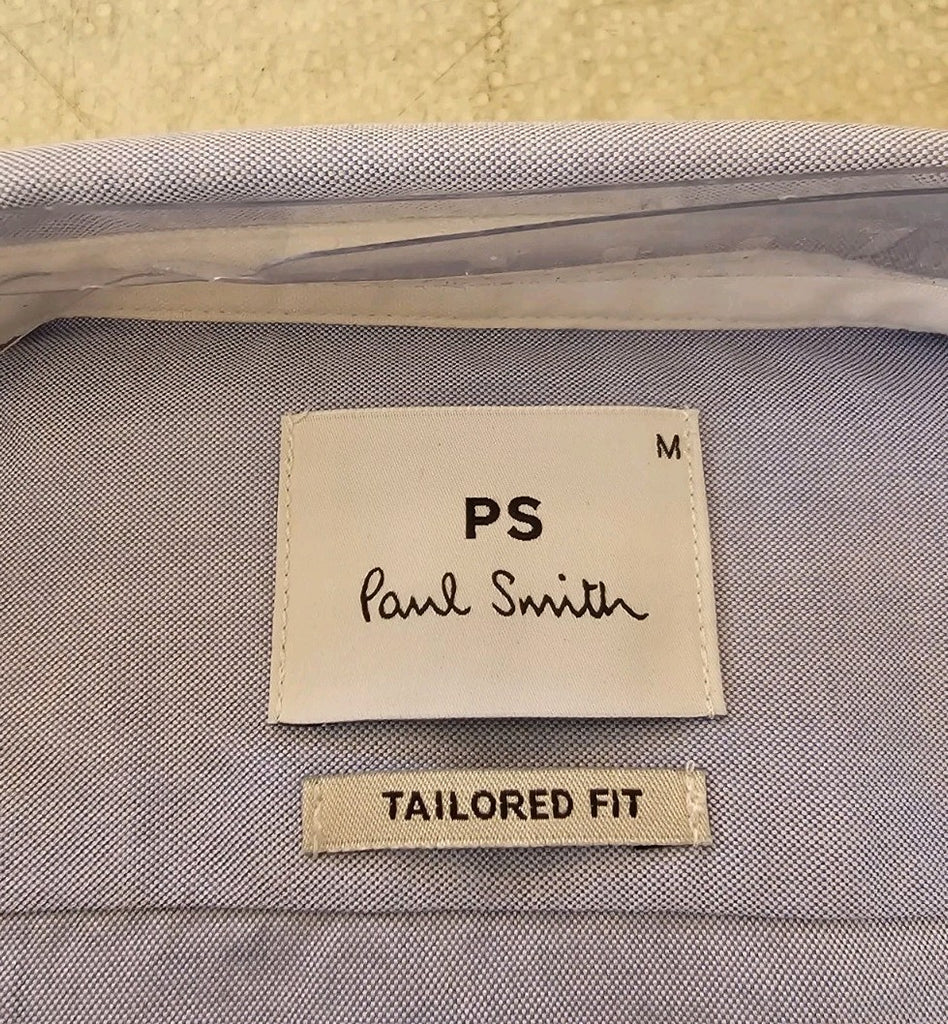 M
PS
Paul Smith
TAILORED FIT